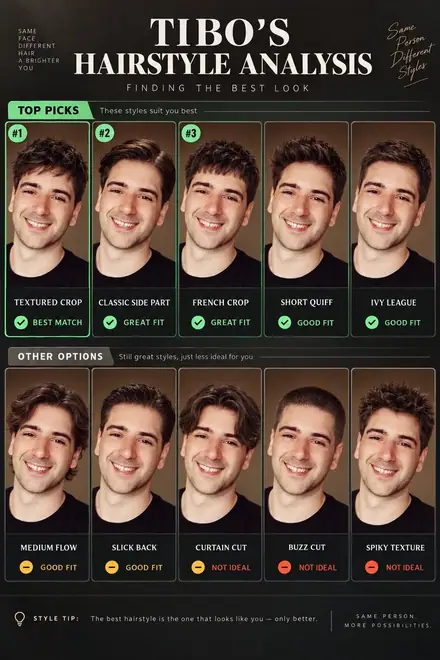 SAME
FACE
DIFFERENT
HAIR
A BRIGHTER
YOU
TIBO'S
HAIRSTYLE ANALYSIS
FINDING THE BEST LOOK
Same
Person
Different
Styles.
TOP PICKS
These styles suit you best
#1
#2
#3
TEXTURED CROP
CLASSIC SIDE PART
FRENCH CROP
SHORT QUIFF
IVY LEAGUE
BEST MATCH
GREAT FIT
GREAT FIT
GOOD FIT
GOOD FIT
OTHER OPTIONS
Still great styles, just less ideal for you
MEDIUM FLOW
SLICK BACK
CURTAIN CUT
BUZZ CUT
SPIKY TEXTURE
GOOD FIT
GOOD FIT
NOT IDEAL
NOT IDEAL
NOT IDEAL
STYLE TIP:
The best hairstyle is the one that looks like you — only better.
SAME PERSON
MORE POSSIBILITIES.